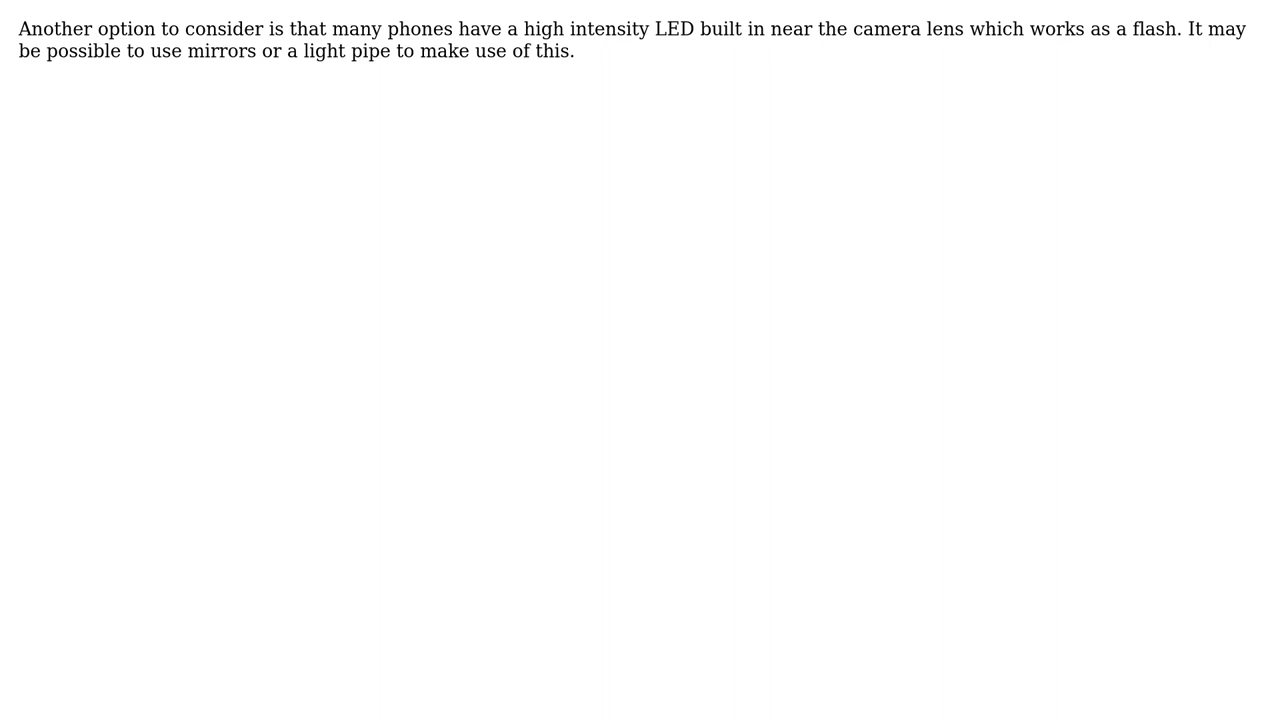 Another option to consider is that many phones have a high intensity LED built in near the camera lens which works as a flash. It may
be possible to use mirrors or a light pipe to make use of this.